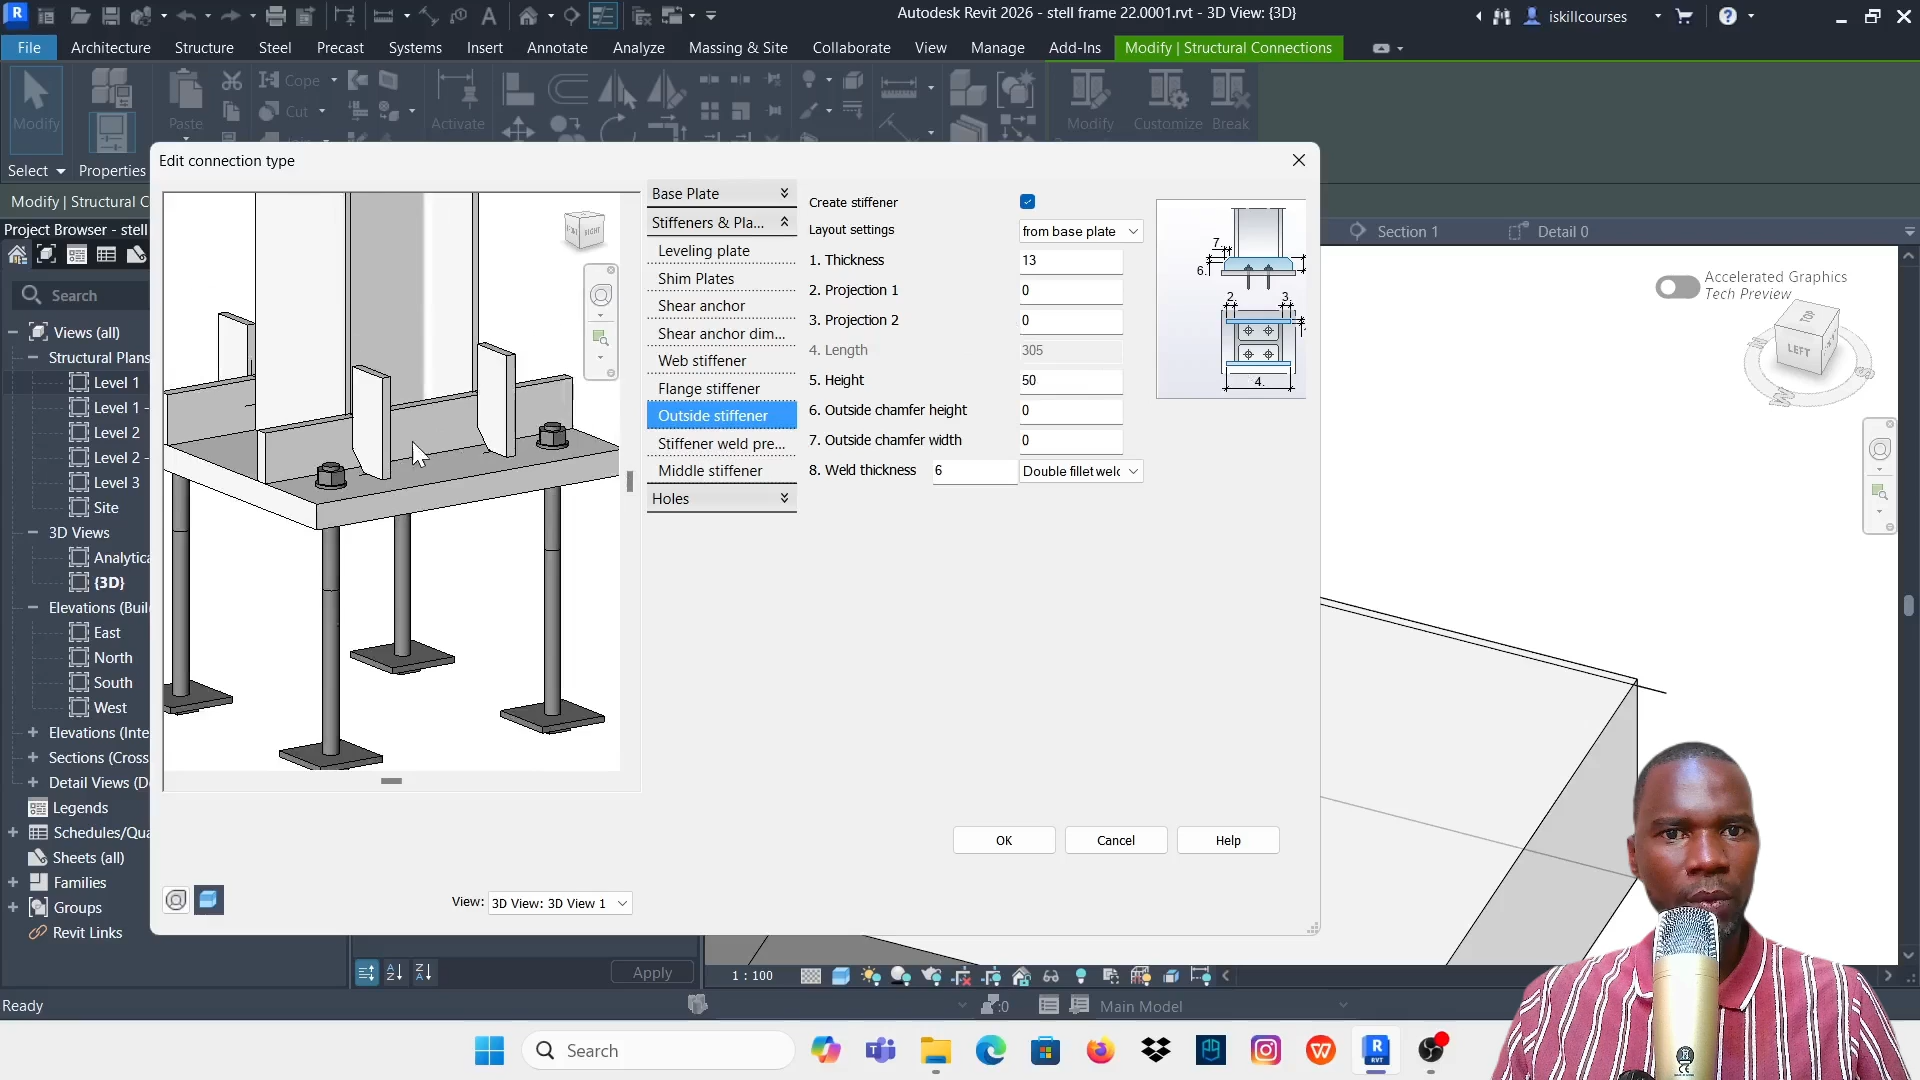 Autodesk Revit 2026 - stell frame 22.0001.rvt - 3D View: {3D}
iskillcourses
File
Architecture
Structure
Steel
Precast
Systems
Insert
Annotate
Analyze
Massing & Site
Collaborate
View
Manage
Add-Ins
Modify | Structural Connections
Modify
Paste
Cope
Cut
Activate
Modify
Customize
Break
Select
Properties
Modify | Structural C
Project Browser - stell
Search
Views (all)
Structural Plans
Level 1
Level 1 -
Level 2
Level 2 -
Level 3
Site
3D Views
Analytica
{3D}
Elevations (Buil
East
North
South
West
Elevations (Inte
Sections (Cross
Detail Views (D
Legends
Schedules/Qua
Sheets (all)
Families
Groups
Revit Links
Edit connection type
RIGHT
Base Plate
Stiffeners & Pla...
Leveling plate
Shim Plates
Shear anchor
Shear anchor dim...
Web stiffener
Flange stiffener
Outside stiffener
Stiffener weld pre...
Middle stiffener
Holes
Create stiffener
Layout settings
from base plate
1. Thickness
13
2. Projection 1
0
3. Projection 2
0
4. Length
305
5. Height
50
6. Outside chamfer height
0
7. Outside chamfer width
0
8. Weld thickness
6
Double fillet weld
7.
6.
2.
3.
4.
OK
Cancel
Help
View:
3D View: 3D View 1
Section 1
Detail 0
Accelerated Graphics
Tech Preview
TOP
LEFT
Apply
1 : 100
Ready
:0
Main Model
Search